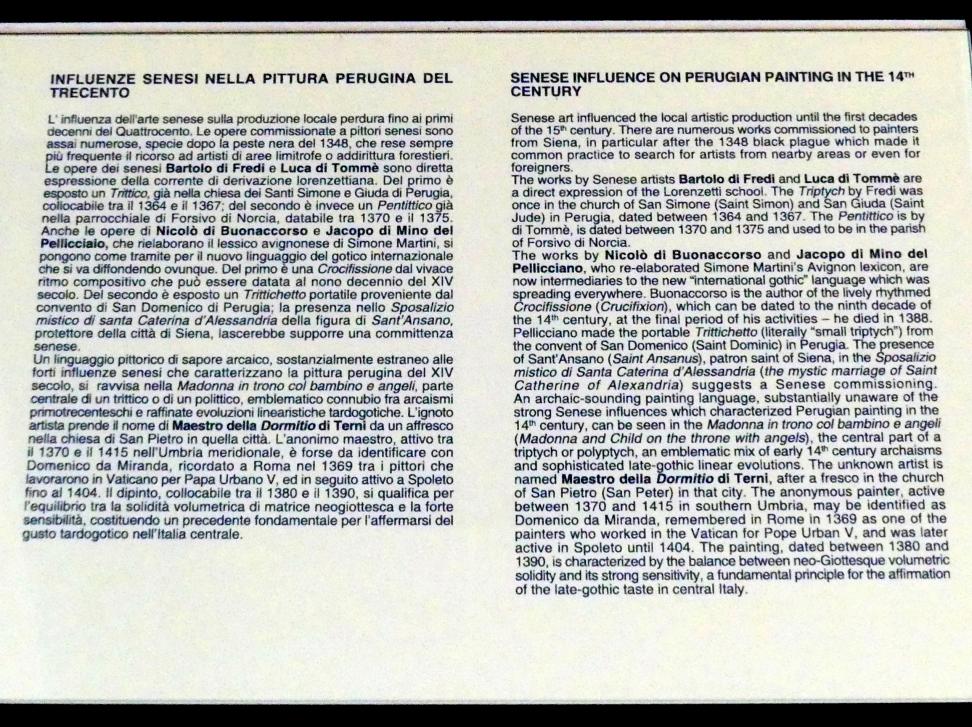 INFLUENZE SENESI NELLA PITTURA PERUGINA DEL
TRECENTO
L' influenza dell'arte senese sulla produzione locale perdura fino ai primi
decenni del Quattrocento. Le opere commissionate a pittori senesi sono
assai numerose, specie dopo la peste nera del 1348, che rese sempre
più frequente il ricorso ad artisti di aree limitrofe o addirittura forestieri.
Le opere dei senesi Bartolo di Fredi e Luca di Tommè sono diretta
espressione della corrente di derivazione lorenzettiana. Del primo è
esposto un Trittico, già nella chiesa dei Santi Simone e Giuda di Perugia,
collocabile tra il 1364 e il 1367; del secondo è invece un Pentittico già
nella parrocchiale di Forsivo di Norcia, databile tra 1370 e il 1375.
Anche le opere di Nicolò di Buonaccorso e Jacopo di Mino del
Pellicciaio, che rielaborano il lessico avignonese di Simone Martini, si
pongono come tramite per il nuovo linguaggio del gotico internazionale
che si va diffondendo ovunque. Del primo è una Crocifissione dal vivace
ritmo compositivo che può essere datata al nono decennio del XIV
secolo. Del secondo è esposto un Trittichetto portatile proveniente dal
convento di San Domenico di Perugia; la presenza nello Sposalizio
mistico di santa Caterina d'Alessandria della figura di Sant'Ansano,
protettore della città di Siena, lascerebbe supporre una committenza
senese.
Un linguaggio pittorico di sapore arcaico, sostanzialmente estraneo alle
forti influenze senesi che caratterizzano la pittura perugina del XIV
secolo, si ravvisa nella Madonna in trono col bambino e angeli, parte
centrale di un trittico o di un polittico, emblematico connubio fra arcaismi
primotrecenteschi e raffinate evoluzioni linearistiche tardogotiche. L'ignoto
artista prende il nome di Maestro della Dormitio di Terni da un affresco
nella chiesa di San Pietro in quella città. L'anonimo maestro, attivo tra
il 1370 e il 1415 nell'Umbria meridionale, è forse da identificare con
Domenico da Miranda, ricordato a Roma nel 1369 tra i pittori che
lavorarono in Vaticano per Papa Urbano V, ed in seguito attivo a Spoleto
fino al 1404. Il dipinto, collocabile tra il 1380 e il 1390, si qualifica per
l'equilibrio tra la solidità volumetrica di matrice neogiottesca e la forte
sensibilità, costituendo un precedente fondamentale per l'affermarsi del
gusto tardogotico nell'Italia centrale.
SENESE INFLUENCE ON PERUGIAN PAINTING IN THE 14TH
CENTURY
Senese art influenced the local artistic production until the first decades
of the 15th century. There are numerous works commissioned to painters
from Siena, in particular after the 1348 black plague which made it
common practice to search for artists from nearby areas or even for
foreigners.
The works by Senese artists Bartolo di Fredi and Luca di Tommè are
a direct expression of the Lorenzetti school. The Triptych by Fredi was
once in the church of San Simone (Saint Simon) and San Giuda (Saint
Jude) in Perugia, dated between 1364 and 1367. The Pentittico is by
di Tommè, is dated between 1370 and 1375 and used to be in the parish
of Forsivo di Norcia.
The works by Nicolò di Buonaccorso and Jacopo di Mino del
Pellicciano, who re-elaborated Simone Martini's Avignon lexicon, are
now intermediaries to the new "international gothic" language which was
spreading everywhere. Buonaccorso is the author of the lively rhythmed
Crocifissione (Crucifixion), which can be dated to the ninth decade of
the 14th century, at the final period of his activities – he died in 1388.
Pellicciano made the portable Trittichetto (literally "small triptych") from
the convent of San Domenico (Saint Dominic) in Perugia. The presence
of Sant'Ansano (Saint Ansanus), patron saint of Siena, in the Sposalizio
mistico di Santa Caterina d'Alessandria (the mystic marriage of Saint
Catherine of Alexandria) suggests a Senese commissioning.
An archaic-sounding painting language, substantially unaware of the
strong Senese influences which characterized Perugian painting in the
14th century, can be seen in the Madonna in trono col bambino e angeli
(Madonna and Child on the throne with angels), the central part of a
triptych or polyptych, an emblematic mix of early 14th century archaisms
and sophisticated late-gothic linear evolutions. The unknown artist is
named Maestro della Dormitio di Terni, after a fresco in the church
of San Pietro (San Peter) in that city. The anonymous painter, active
between 1370 and 1415 in southern Umbria, may be identified as
Domenico da Miranda, remembered in Rome in 1369 as one of the
painters who worked in the Vatican for Pope Urban V, and was later
active in Spoleto until 1404. The painting, dated between 1380 and
1390, is characterized by the balance between neo-Giottesque volumetric
solidity and its strong sensitivity, a fundamental principle for the affirmation
of the late-gothic taste in central Italy.